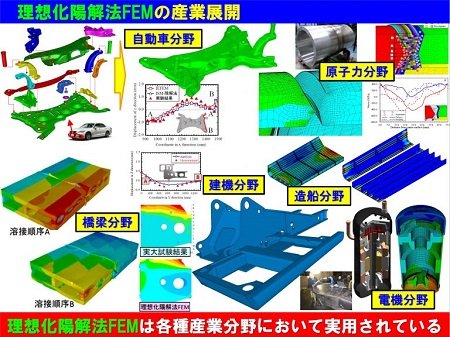 理想化陽解法FEMの産業展開
自動車分野
原子力分野
建機分野
造船分野
橋梁分野
溶接順序A
実大試験結果
溶接順序B
理想化陽解法FEM
電機分野
理想化陽解法FEMは各種産業分野において実用されている